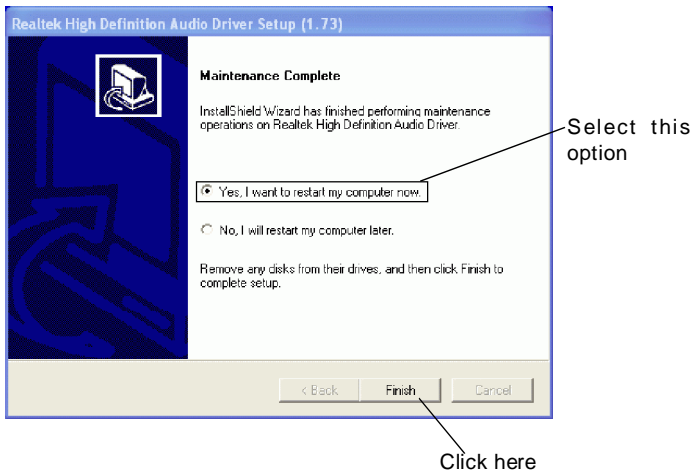 Realtek High Definition Audio Driver Setup (1.73)
Maintenance Complete
InstallShield Wizard has finished performing maintenance
operations on Realtek High Definition Audio Driver.
Select this
option
Yes, I want to restart my computer now.
No, I will restart my computer later.
Remove any disks from their drives, and then click Finish to
complete setup.
< Back Finish Cancel
Click here